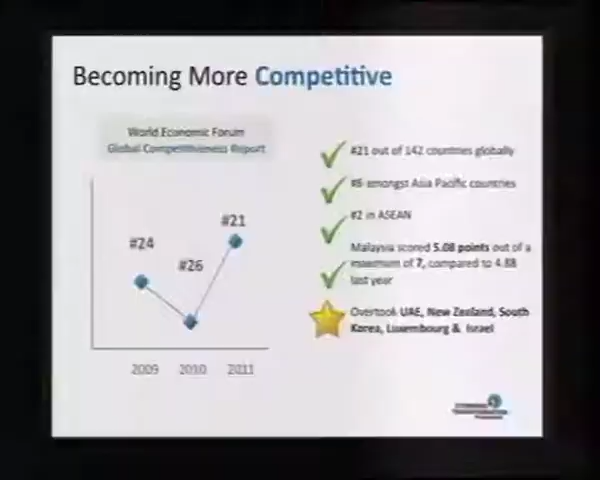 Becoming More Competitive
World Economic Forum
Global Competitiveness Report
#24
#26
#21
2009 2010 2011
#21 out of 142 countries globally
#6 amongst Asia Pacific countries
#2 in ASEAN
Malaysia scored 5.08 points out of a
maximum of 7, compared to 4.88
last year
Overtook UAE, New Zealand, South
Korea, Luxembourg & Israel